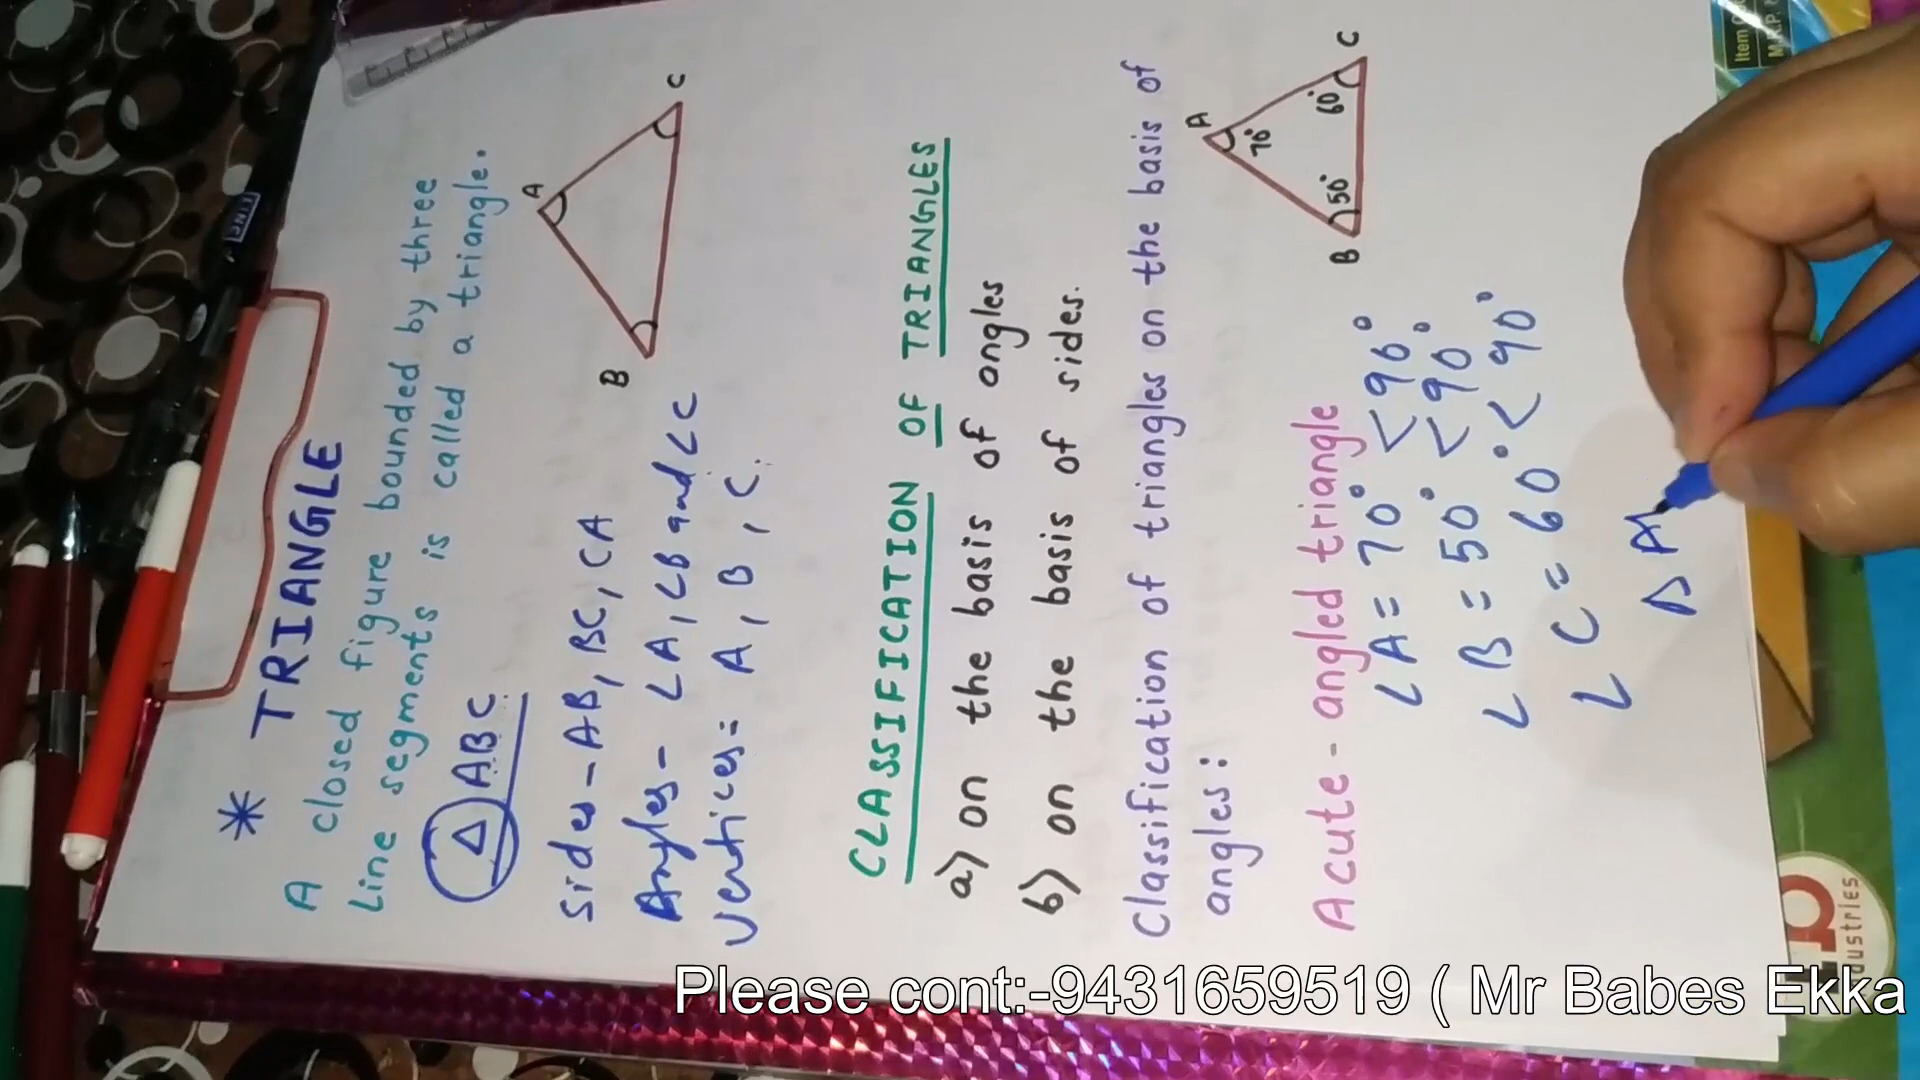 * TRIANGLE
A closed figure bounded by three
Line segments is called a triangle.
△ ABC
A
B
C
Sides - AB, BC, CA
Angles - ∠A, ∠B and ∠C
Vertices = A, B, C.
CLASSIFICATION OF TRIANGLES
a) on the basis of angles
b) on the basis of sides.
Classification of triangles on the basis of
angles:
Acute - angled triangle
A
70°
B
50°
60°
C
∠A = 70° < 90°
∠B = 50° < 90°
∠C = 60° < 90°
△ A
UNI
Item
M.R.P.
dustries
Please cont:-9431659519 ( Mr Babes Ekka